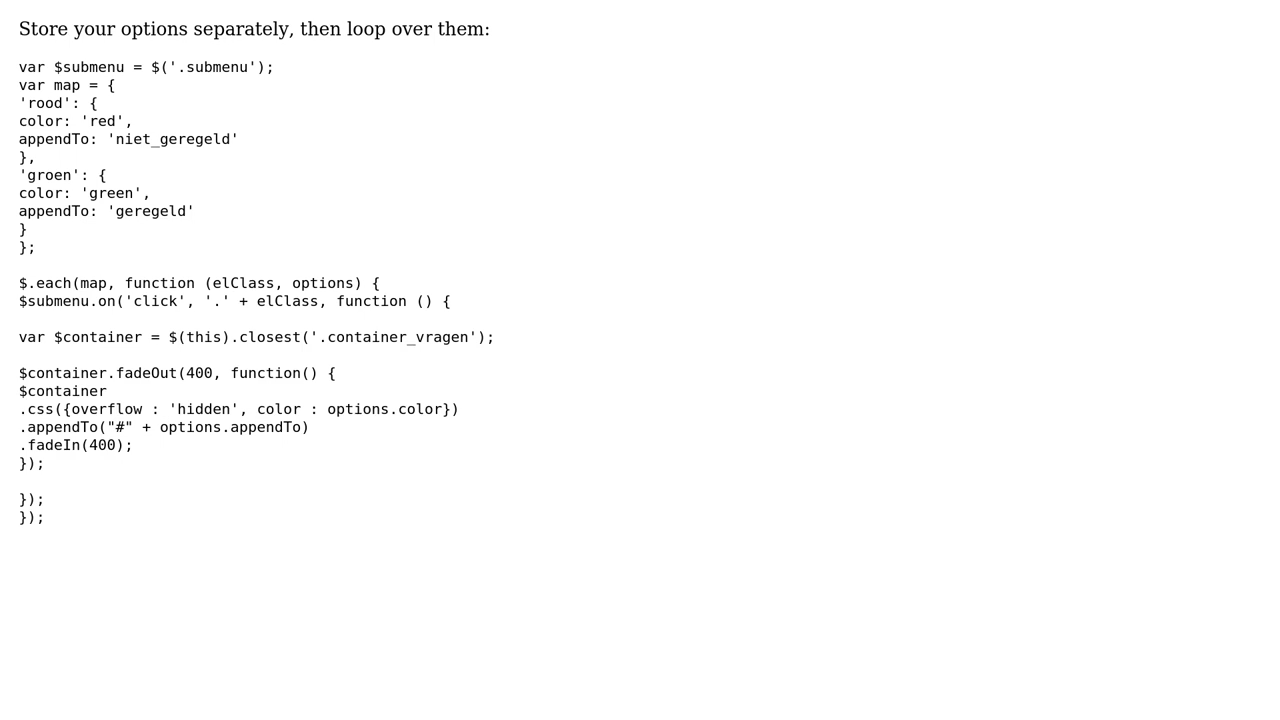 Store your options separately, then loop over them:
var $submenu = $('.submenu');
var map = {
'rood': {
color: 'red',
appendTo: 'niet_geregeld'
},
'groen': {
color: 'green',
appendTo: 'geregeld'
}
};
$.each(map, function (elClass, options) {
$submenu.on('click', '.' + elClass, function () {
var $container = $(this).closest('.container_vragen');
$container.fadeOut(400, function() {
$container
.css({overflow : 'hidden', color : options.color})
.appendTo("#" + options.appendTo)
.fadeIn(400);
});
});
});